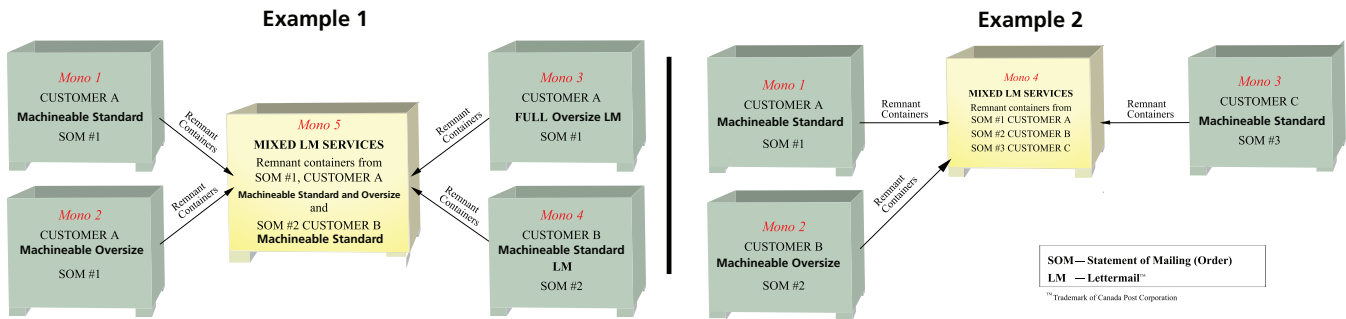 Example 1
Mono 1
CUSTOMER A
Machineable Standard
SOM #1
Remnant
Containers
Mono 2
CUSTOMER A
Machineable Oversize
SOM #1
Remnant
Containers
Mono 5
MIXED LM SERVICES
Remnant containers from
SOM #1, CUSTOMER A
Machineable Standard and Oversize
and
SOM #2 CUSTOMER B
Machineable Standard
Mono 3
CUSTOMER A
FULL Oversize LM
SOM #1
Remnant
Containers
Mono 4
CUSTOMER B
Machineable Standard
LM
SOM #2
Remnant
Containers
Example 2
Mono 1
CUSTOMER A
Machineable Standard
SOM #1
Remnant
Containers
Mono 2
CUSTOMER B
Machineable Oversize
SOM #2
Remnant
Containers
Mono 4
MIXED LM SERVICES
Remnant containers from
SOM #1 CUSTOMER A
SOM #2 CUSTOMER B
SOM #3 CUSTOMER C
Remnant
Containers
Mono 3
CUSTOMER C
Machineable Standard
SOM #3
SOM — Statement of Mailing (Order)
LM — Lettermail™
™ Trademark of Canada Post Corporation